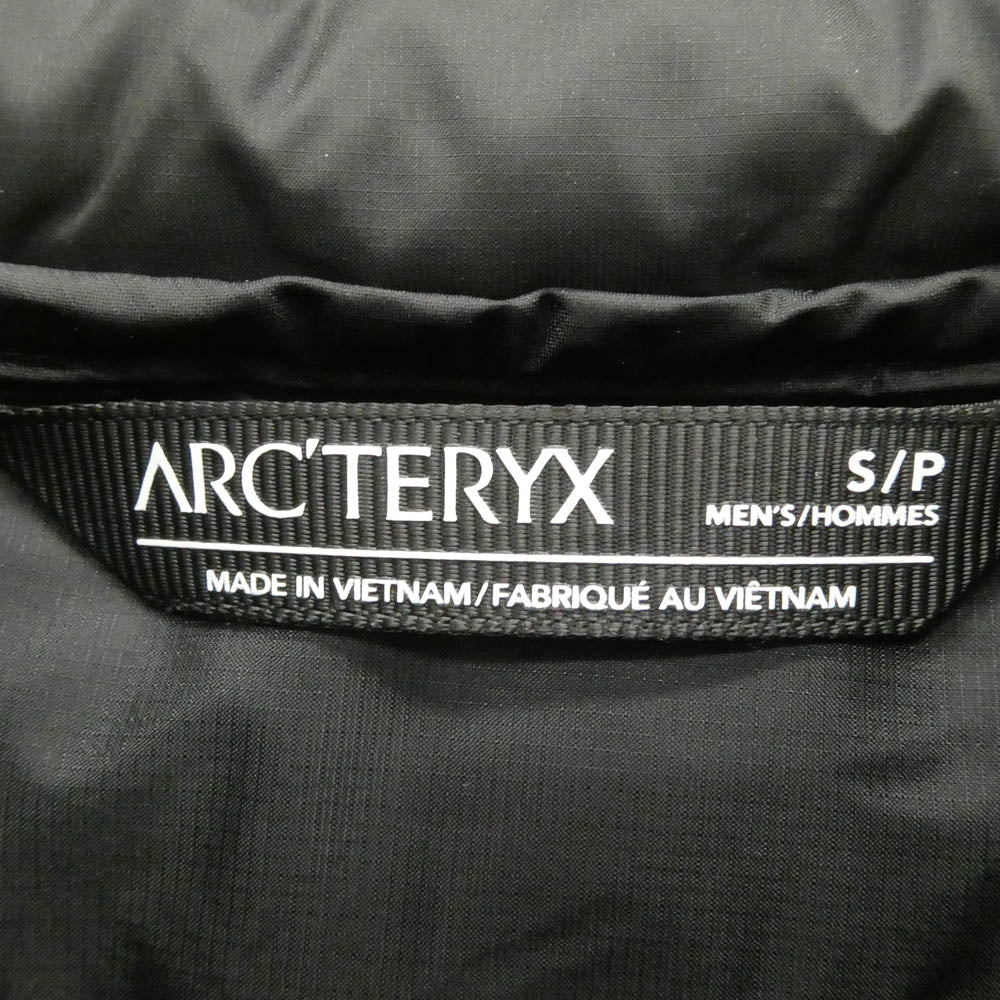 ARC'TERYX
S/P
MEN'S/HOMMES
MADE IN VIETNAM/FABRIQUÉ AU VIÊTNAM